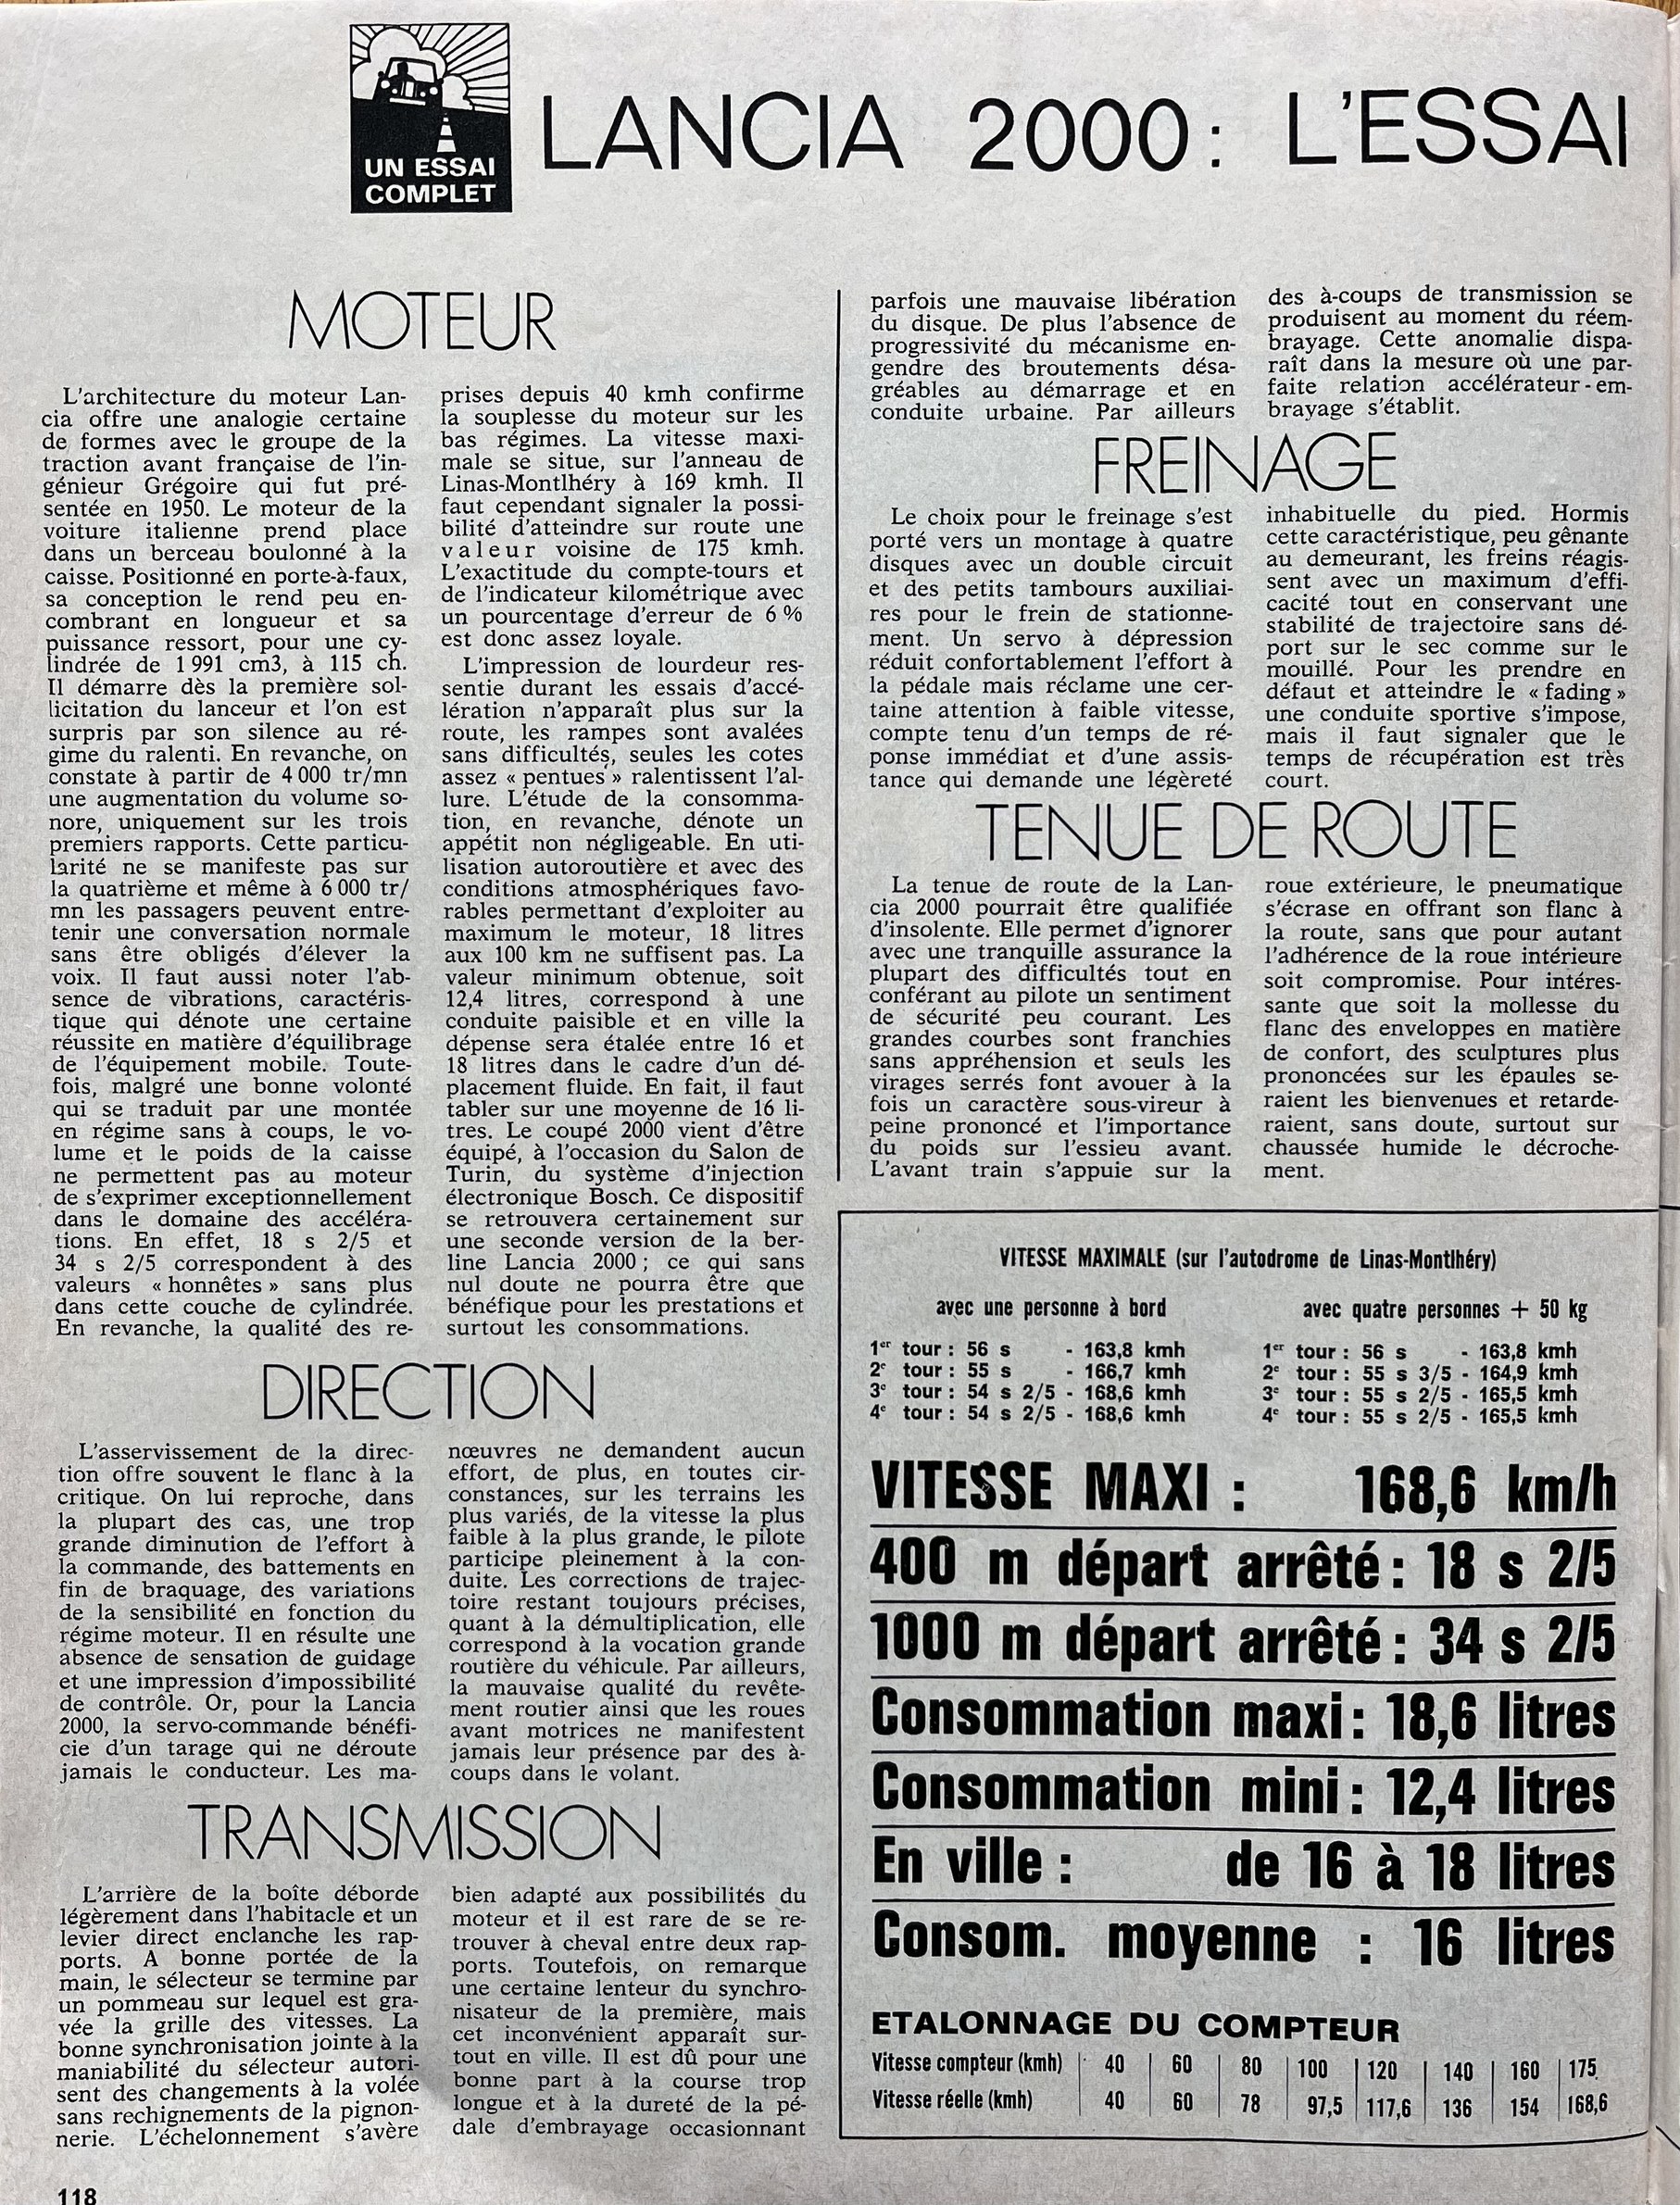 UN ESSAI
COMPLET
LANCIA 2000 : L'ESSAI
MOTEUR
L'architecture du moteur Lan-
cia offre une analogie certaine
de formes avec le groupe de la
traction avant française de l'in-
génieur Grégoire qui fut pré-
sentée en 1950. Le moteur de la
voiture italienne prend place
dans un berceau boulonné à la
caisse. Positionné en porte-à-faux,
sa conception le rend peu en-
combrant en longueur et sa
puissance ressort, pour une cy-
lindrée de 1 991 cm3, à 115 ch.
Il démarre dès la première sol-
licitation du lanceur et l'on est
surpris par son silence au ré-
gime du ralenti. En revanche, on
constate à partir de 4 000 tr/mn
une augmentation du volume so-
nore, uniquement sur les trois
premiers rapports. Cette particu-
larité ne se manifeste pas sur
la quatrième et même à 6 000 tr/
mn les passagers peuvent entre-
tenir une conversation normale
sans être obligés d'élever la
voix. Il faut aussi noter l'ab-
sence de vibrations, caractéris-
tique qui dénote une certaine
réussite en matière d'équilibrage
de l'équipement mobile. Toute-
fois, malgré une bonne volonté
qui se traduit par une montée
en régime sans à coups, le vo-
lume et le poids de la caisse
ne permettent pas au moteur
de s'exprimer exceptionnellement
dans le domaine des accéléra-
tions. En effet, 18 s 2/5 et
34 s 2/5 correspondent à des
valeurs « honnêtes » sans plus
dans cette couche de cylindrée.
En revanche, la qualité des re-
prises depuis 40 kmh confirme
la souplesse du moteur sur les
bas régimes. La vitesse maxi-
male se situe, sur l'anneau de
Linas-Montlhéry à 169 kmh. Il
faut cependant signaler la possi-
bilité d'atteindre sur route une
valeur voisine de 175 kmh.
L'exactitude du compte-tours et
de l'indicateur kilométrique avec
un pourcentage d'erreur de 6 %
est donc assez loyale.
L'impression de lourdeur res-
sentie durant les essais d'accé-
lération n'apparaît plus sur la
route, les rampes sont avalées
sans difficultés, seules les cotes
assez « pentues » ralentissent l'al-
lure. L'étude de la consomma-
tion, en revanche, dénote un
appétit non négligeable. En uti-
lisation autoroutière et avec des
conditions atmosphériques favo-
rables permettant d'exploiter au
maximum le moteur, 18 litres
aux 100 km ne suffisent pas. La
valeur minimum obtenue, soit
12,4 litres, correspond à une
conduite paisible et en ville la
dépense sera étalée entre 16 et
18 litres dans le cadre d'un dé-
placement fluide. En fait, il faut
tabler sur une moyenne de 16 li-
tres. Le coupé 2000 vient d'être
équipé, à l'occasion du Salon de
Turin, du système d'injection
électronique Bosch. Ce dispositif
se retrouvera certainement sur
une seconde version de la ber-
line Lancia 2000 ; ce qui sans
nul doute ne pourra être que
bénéfique pour les prestations et
surtout les consommations.
DIRECTION
L'asservissement de la direc-
tion offre souvent le flanc à la
critique. On lui reproche, dans
la plupart des cas, une trop
grande diminution de l'effort à
la commande, des battements en
fin de braquage, des variations
de la sensibilité en fonction du
régime moteur. Il en résulte une
absence de sensation de guidage
et une impression d'impossibilité
de contrôle. Or, pour la Lancia
2000, la servo-commande bénéfi-
cie d'un tarage qui ne déroute
jamais le conducteur. Les ma-
nœuvres ne demandent aucun
effort, de plus, en toutes cir-
constances, sur les terrains les
plus variés, de la vitesse la plus
faible à la plus grande, le pilote
participe pleinement à la con-
duite. Les corrections de trajec-
toire restant toujours précises,
quant à la démultiplication, elle
correspond à la vocation grande
routière du véhicule. Par ailleurs,
la mauvaise qualité du revête-
ment routier ainsi que les roues
avant motrices ne manifestent
jamais leur présence par des à-
coups dans le volant.
TRANSMISSION
L'arrière de la boîte déborde
légèrement dans l'habitacle et un
levier direct enclanche les rap-
ports. A bonne portée de la
main, le sélecteur se termine par
un pommeau sur lequel est gra-
vée la grille des vitesses. La
bonne synchronisation jointe à la
maniabilité du sélecteur autori-
sent des changements à la volée
sans rechignements de la pignon-
nerie. L'échelonnement s'avère
bien adapté aux possibilités du
moteur et il est rare de se re-
trouver à cheval entre deux rap-
ports. Toutefois, on remarque
une certaine lenteur du synchro-
nisateur de la première, mais
cet inconvénient apparaît sur-
tout en ville. Il est dû pour une
bonne part à la course trop
longue et à la dureté de la pé-
dale d'embrayage occasionnant
parfois une mauvaise libération
du disque. De plus l'absence de
progressivité du mécanisme en-
gendre des broutements désa-
gréables au démarrage et en
conduite urbaine. Par ailleurs
des à-coups de transmission se
produisent au moment du réem-
brayage. Cette anomalie dispa-
raît dans la mesure où une par-
faite relation accélérateur-em-
brayage s'établit.
FREINAGE
Le choix pour le freinage s'est
porté vers un montage à quatre
disques avec un double circuit
et des petits tambours auxiliai-
res pour le frein de stationne-
ment. Un servo à dépression
réduit confortablement l'effort à
la pédale mais réclame une cer-
taine attention à faible vitesse,
compte tenu d'un temps de ré-
ponse immédiat et d'une assis-
tance qui demande une légèreté
inhabituelle du pied. Hormis
cette caractéristique, peu gênante
au demeurant, les freins réagis-
sent avec un maximum d'effi-
cacité tout en conservant une
stabilité de trajectoire sans dé-
port sur le sec comme sur le
mouillé. Pour les prendre en
défaut et atteindre le « fading »
une conduite sportive s'impose,
mais il faut signaler que le
temps de récupération est très
court.
TENUE DE ROUTE
La tenue de route de la Lan-
cia 2000 pourrait être qualifiée
d'insolente. Elle permet d'ignorer
avec une tranquille assurance la
plupart des difficultés tout en
conférant au pilote un sentiment
de sécurité peu courant. Les
grandes courbes sont franchies
sans appréhension et seuls les
virages serrés font avouer à la
fois un caractère sous-vireur à
peine prononcé et l'importance
du poids sur l'essieu avant.
L'avant train s'appuie sur la
roue extérieure, le pneumatique
s'écrase en offrant son flanc à
la route, sans que pour autant
l'adhérence de la roue intérieure
soit compromise. Pour intéres-
sante que soit la mollesse du
flanc des enveloppes en matière
de confort, des sculptures plus
prononcées sur les épaules se-
raient les bienvenues et retarde-
raient, sans doute, surtout sur
chaussée humide le décroche-
ment.
VITESSE MAXIMALE (sur l'autodrome de Linas-Montlhéry)
avec une personne à bord
1er tour : 56 s - 163,8 kmh
2e tour : 55 s - 166,7 kmh
3e tour : 54 s 2/5 - 168,6 kmh
4e tour : 54 s 2/5 - 168,6 kmh
avec quatre personnes + 50 kg
1er tour : 56 s - 163,8 kmh
2e tour : 55 s 3/5 - 164,9 kmh
3e tour : 55 s 2/5 - 165,5 kmh
4e tour : 55 s 2/5 - 165,5 kmh
VITESSE MAXI : 168,6 km/h
400 m départ arrêté : 18 s 2/5
1000 m départ arrêté : 34 s 2/5
Consommation maxi : 18,6 litres
Consommation mini : 12,4 litres
En ville : de 16 à 18 litres
Consom. moyenne : 16 litres
ETALONNAGE DU COMPTEUR
Vitesse compteur (kmh) 40 60 80 100 120 140 160 175
Vitesse réelle (kmh) 40 60 78 97,5 117,6 136 154 168,6
118